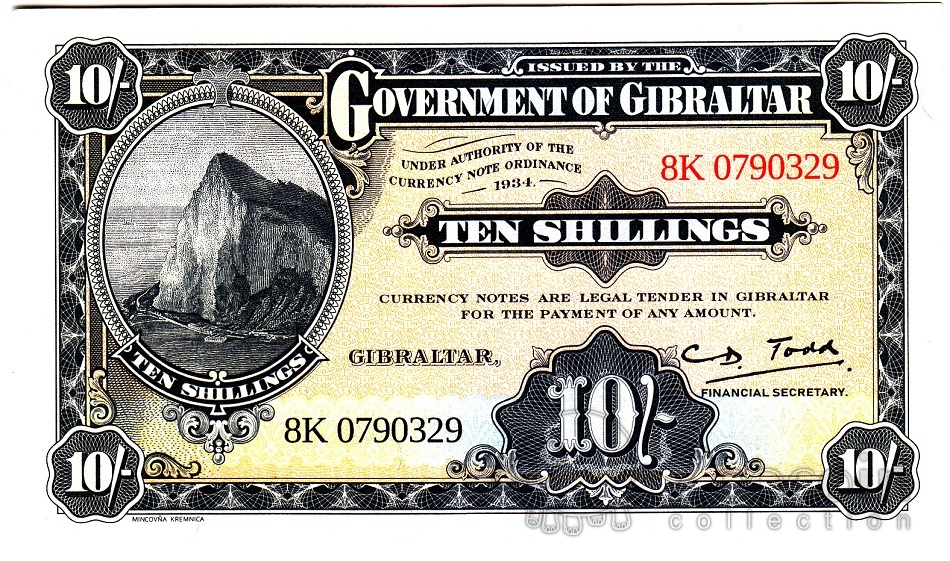 10/-
ISSUED BY THE
10/-
GOVERNMENT OF GIBRALTAR
UNDER AUTHORITY OF THE
CURRENCY NOTE ORDINANCE
1934.
8K 0790329
TEN SHILLINGS
CURRENCY NOTES ARE LEGAL TENDER IN GIBRALTAR
FOR THE PAYMENT OF ANY AMOUNT.
TEN SHILLINGS
GIBRALTAR,
C D Todd
FINANCIAL SECRETARY.
10/-
8K 0790329
10/-
10/-
MINCOVŇA KREMNICA
collection